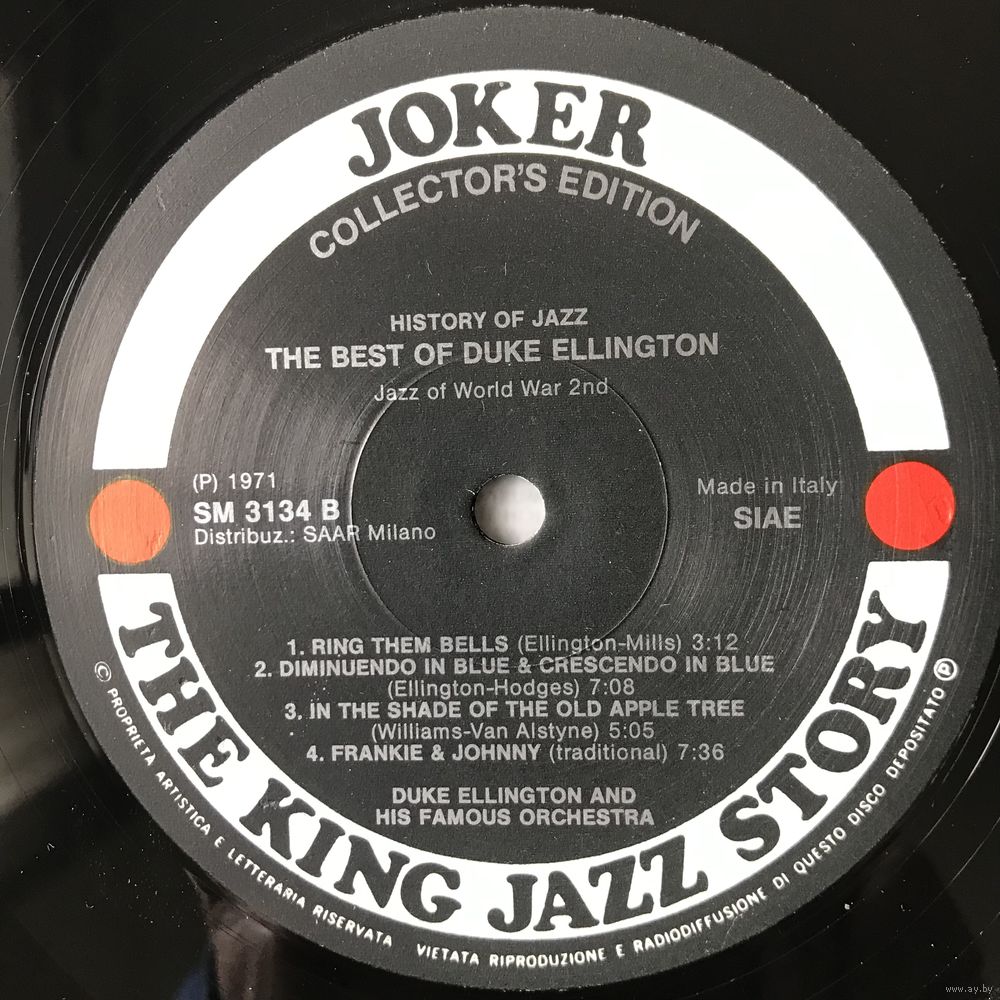 JOKER
COLLECTOR'S EDITION
HISTORY OF JAZZ
THE BEST OF DUKE ELLINGTON
Jazz of World War 2nd
(P) 1971
SM 3134 B
Distribuz.: SAAR Milano
Made in Italy
SIAE
1. RING THEM BELLS (Ellington-Mills) 3:12
2. DIMINUENDO IN BLUE & CRESCENDO IN BLUE
(Ellington-Hodges) 7:08
3. IN THE SHADE OF THE OLD APPLE TREE
(Williams-Van Alstyne) 5:05
4. FRANKIE & JOHNNY (traditional) 7:36
DUKE ELLINGTON AND
HIS FAMOUS ORCHESTRA
THE KING JAZZ STORY
© PROPRIETA ARTISTICA E LETTERARIA RISERVATA VIETATA RIPRODUZIONE E RADIODIFFUSIONE DI QUESTO DISCO DEPOSITATO ℗
www.ay.by